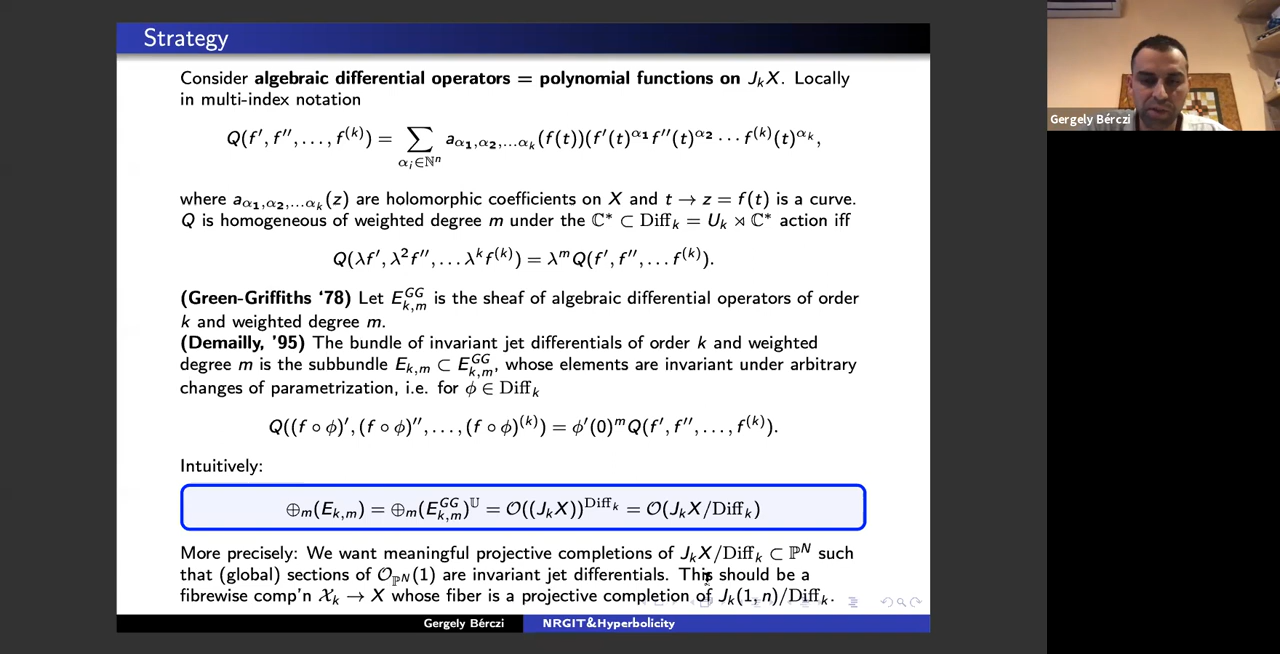 Strategy
Consider algebraic differential operators = polynomial functions on J_kX. Locally
in multi-index notation
Q(f′, f″, . . . , f^(k)) = ∑_{α_i∈ℕ^n} a_{α_1,α_2,...α_k}(f(t))(f′(t)^{α_1} f″(t)^{α_2} · · · f^(k)(t)^{α_k},
where a_{α_1,α_2,...α_k}(z) are holomorphic coefficients on X and t → z = f(t) is a curve.
Q is homogeneous of weighted degree m under the ℂ* ⊂ Diff_k = U_k ⋊ ℂ* action iff
Q(λf′, λ²f″, . . . λ^k f^(k)) = λ^m Q(f′, f″, . . . f^(k)).
(Green-Griffiths ‘78) Let E^{GG}_{k,m} is the sheaf of algebraic differential operators of order
k and weighted degree m.
(Demailly, '95) The bundle of invariant jet differentials of order k and weighted
degree m is the subbundle E_{k,m} ⊂ E^{GG}_{k,m}, whose elements are invariant under arbitrary
changes of parametrization, i.e. for ϕ ∈ Diff_k
Q((f ∘ ϕ)′, (f ∘ ϕ)″, . . . , (f ∘ ϕ)^(k)) = ϕ′(0)^m Q(f′, f″, . . . , f^(k)).
Intuitively:
⊕_m(E_{k,m}) = ⊕_m(E^{GG}_{k,m})^𝕌 = 𝒪((J_kX))^{Diff_k} = 𝒪(J_kX/Diff_k)
More precisely: We want meaningful projective completions of J_kX/Diff_k ⊂ ℙ^N such
that (global) sections of 𝒪_{ℙ^N}(1) are invariant jet differentials. This should be a
fibrewise comp'n 𝒳_k → X whose fiber is a projective completion of J_k(1, n)/Diff_k.
Gergely Bérczi
NRGIT&Hyperbolicity
Gergely Bérczi